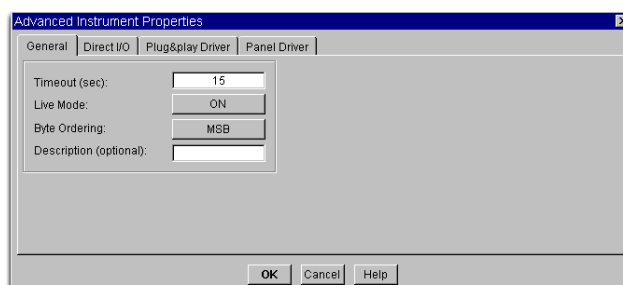 Advanced Instrument Properties
General Direct I/O Plug&play Driver Panel Driver
Timeout (sec): 15
Live Mode: ON
Byte Ordering: MSB
Description (optional):
OK Cancel Help